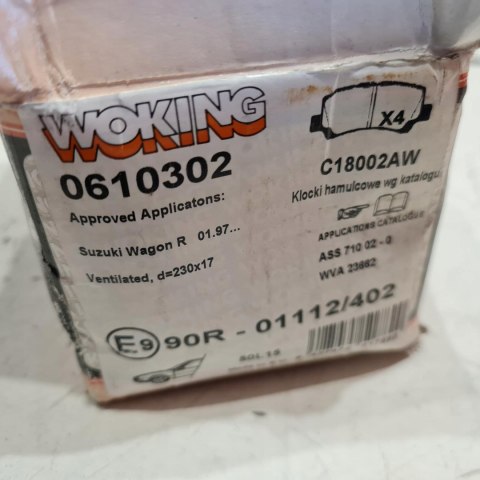 WOKING
X4
0610302
C18002AW
Klocki hamulcowe wg katalogu
Approved Applicatons:
APPLICATIONS CATALOGUE
Suzuki Wagon R 01.97...
ASS 710 02 - 0
Ventilated, d=230x17
WVA 23662
E9 90R - 01112/402